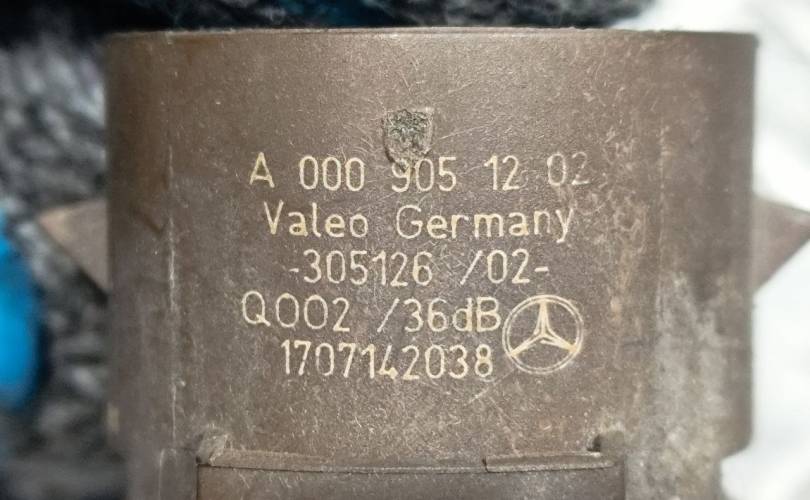 A 000 905 12 02
Valeo Germany
-305126 /02-
Q002 /36dB
1707142038